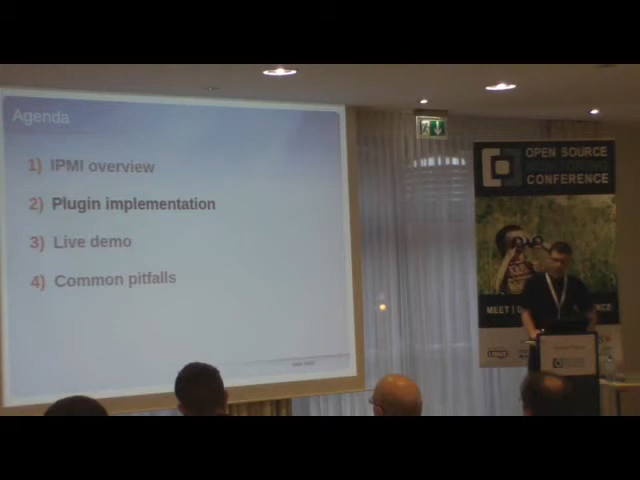 Agenda
1) IPMI overview
2) Plugin implementation
3) Live demo
4) Common pitfalls
OPEN SOURCE
CONFERENCE
MEET